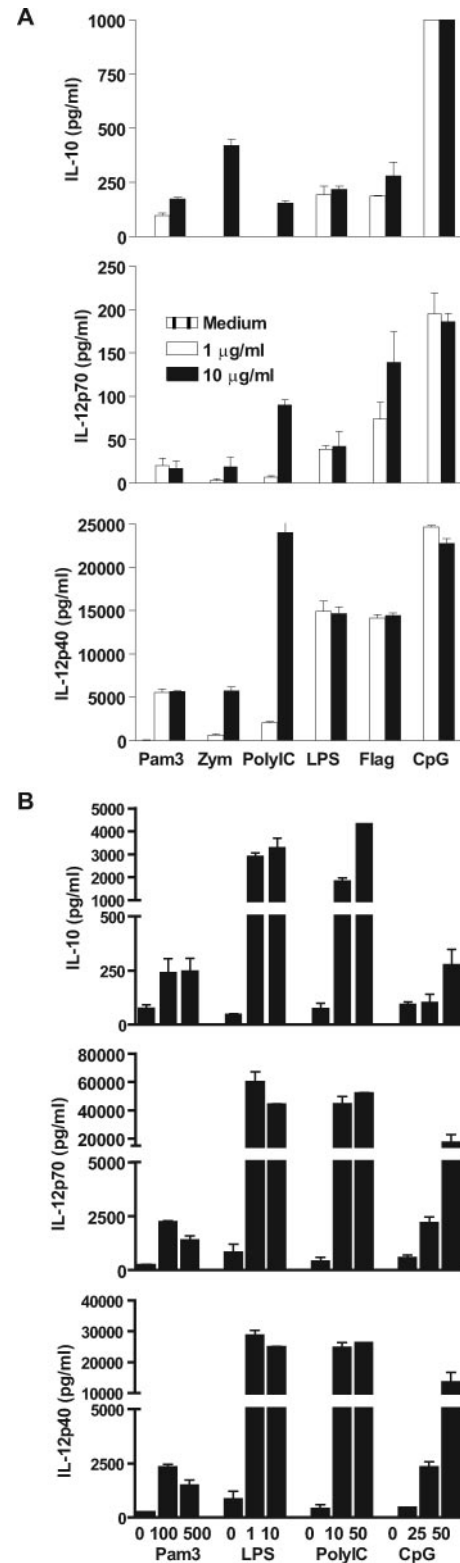 A
IL-10 (pg/ml)
1000
750
500
250
0
IL-12p70 (pg/ml)
250
200
150
100
50
0
Medium
1 μg/ml
10 μg/ml
IL-12p40 (pg/ml)
25000
20000
15000
10000
5000
0
Pam3 Zym PolyIC LPS Flag CpG
B
IL-10 (pg/ml)
5000
4000
3000
2000
1000
500
250
0
IL-12p70 (pg/ml)
80000
60000
40000
20000
5000
2500
0
IL-12p40 (pg/ml)
40000
30000
20000
10000
2500
0
0 100 500 0 1 10 0 10 50 0 25 50
Pam3 LPS PolyIC CpG